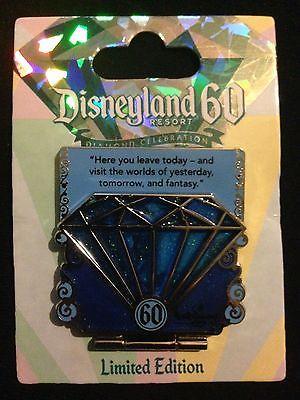 Disneyland 60
RESORT
DIAMOND CELEBRATION
"Here you leave today – and
visit the worlds of yesterday,
tomorrow, and fantasy."
60
Limited Edition